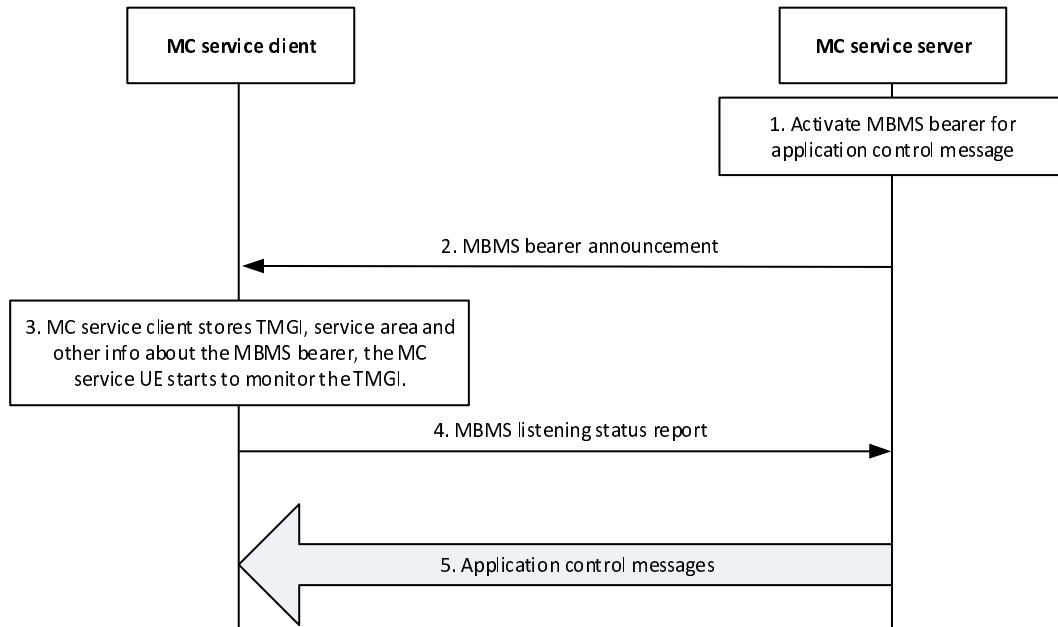 MC service client
MC service server
1. Activate MBMS bearer for
application control message
2. MBMS bearer announcement
3. MC service client stores TMGI, service area and
other info about the MBMS bearer, the MC
service UE starts to monitor the TMGI.
4. MBMS listening status report
5. Application control messages